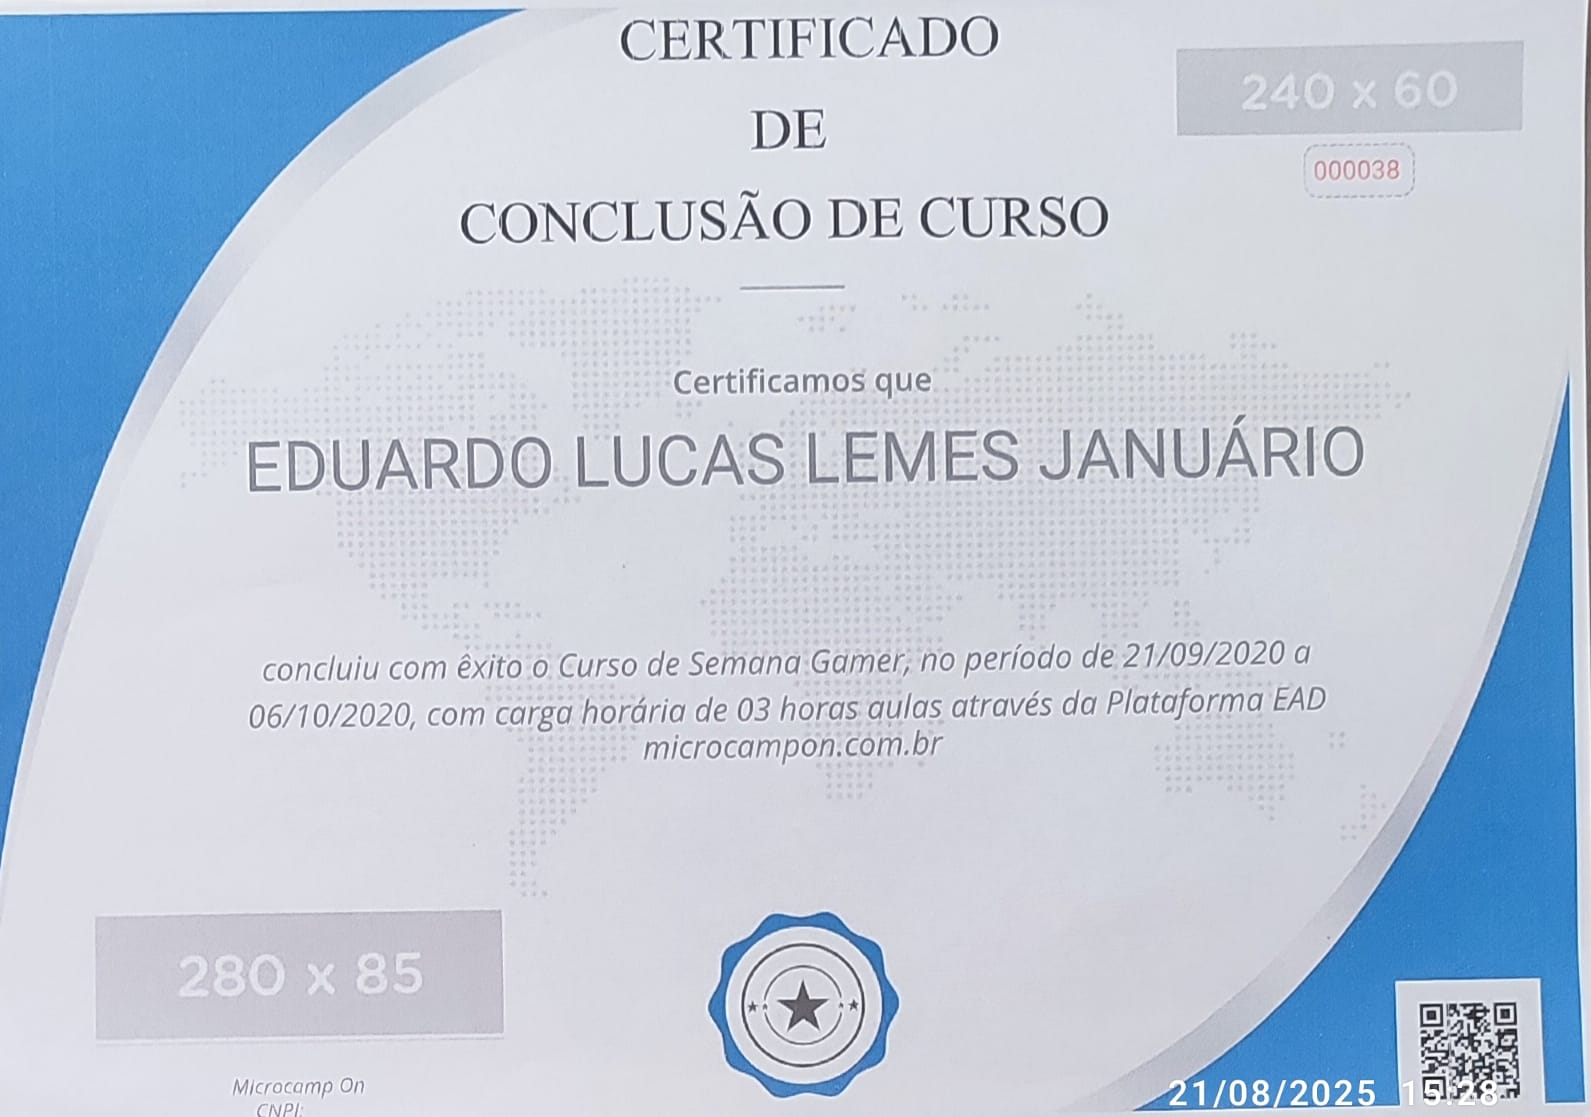 CERTIFICADO
DE
CONCLUSÃO DE CURSO
240 x 60
000038
Certificamos que
EDUARDO LUCAS LEMES JANUÁRIO
concluiu com êxito o Curso de Semana Gamer, no período de 21/09/2020 a
06/10/2020, com carga horária de 03 horas aulas através da Plataforma EAD
microcampon.com.br
280 x 85
Microcamp On
CNPJ:
21/08/2025 15:28